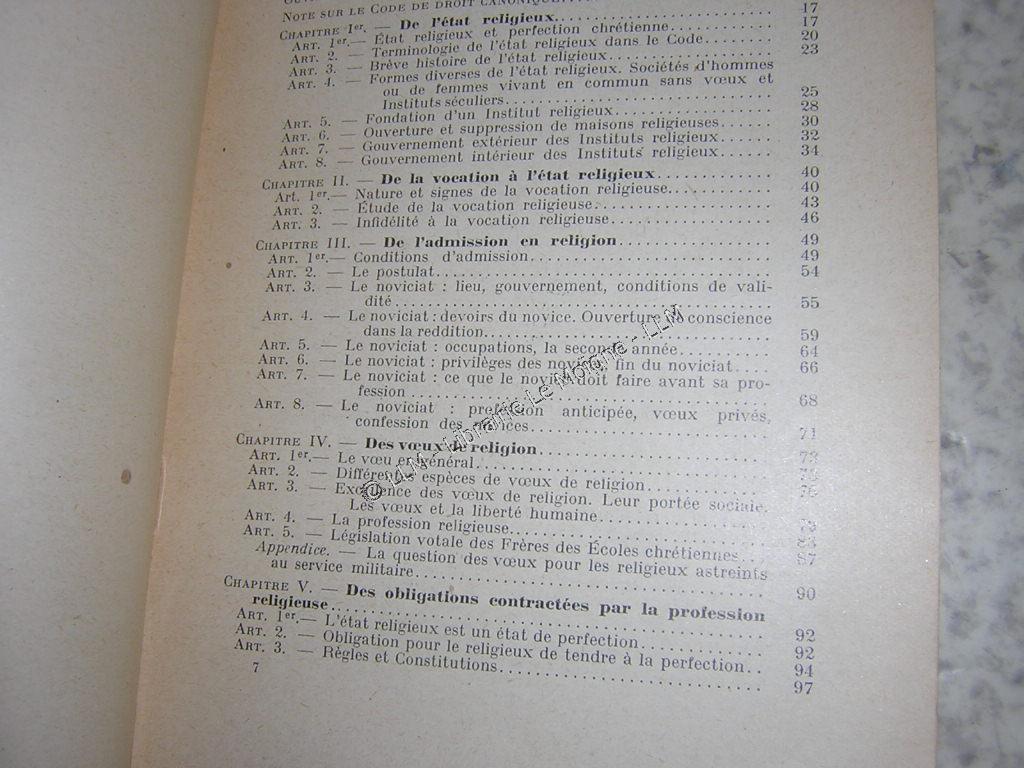 NOTE SUR LE CODE DE DROIT CANONIQUE
17
CHAPITRE Ier. — De l'état religieux........ 17
ART. 1er.— État religieux et perfection chrétienne........ 20
ART. 2. — Terminologie de l'état religieux dans le Code........ 23
ART. 3. — Brève histoire de l'état religieux........
ART. 4. — Formes diverses de l'état religieux. Sociétés d'hommes
ou de femmes vivant en commun sans vœux et
Instituts séculiers........ 25
ART. 5. — Fondation d'un Institut religieux........ 28
ART. 6. — Ouverture et suppression de maisons religieuses...... 30
ART. 7. — Gouvernement extérieur des Instituts religieux...... 32
ART. 8. — Gouvernement intérieur des Instituts religieux...... 34
CHAPITRE II. — De la vocation à l'état religieux........ 40
Art. 1er.— Nature et signes de la vocation religieuse........ 40
ART. 2. — Étude de la vocation religieuse........ 43
ART. 3. — Infidélité à la vocation religieuse........ 46
CHAPITRE III. — De l'admission en religion........ 49
ART. 1er.— Conditions d'admission........ 49
ART. 2. — Le postulat........ 54
ART. 3. — Le noviciat : lieu, gouvernement, conditions de vali-
dité........ 55
ART. 4. — Le noviciat : devoirs du novice. Ouverture de conscience
dans la reddition........ 59
ART. 5. — Le noviciat : occupations, la seconde année........ 64
ART. 6. — Le noviciat : privilèges des novices, fin du noviciat.... 66
ART. 7. — Le noviciat : ce que le novice doit faire avant sa pro-
fession........ 68
ART. 8. — Le noviciat : profession anticipée, vœux privés,
confession des novices........ 71
CHAPITRE IV. — Des vœux de religion........
ART. 1er.— Le vœu en général........
ART. 2. — Différentes espèces de vœux de religion........
ART. 3. — Excellence des vœux de religion. Leur portée sociale.
Les vœux et la liberté humaine........
ART. 4. — La profession religieuse........
ART. 5. — Législation votale des Frères des Écoles chrétiennes... 87
Appendice. — La question des vœux pour les religieux astreints
au service militaire........ 90
CHAPITRE V. — Des obligations contractées par la profession
religieuse........ 92
ART. 1er.— L'état religieux est un état de perfection........ 92
ART. 2. — Obligation pour le religieux de tendre à la perfection.. 94
ART. 3. — Règles et Constitutions........ 97
7
© LLM - Librairie Le Moigne - LLM